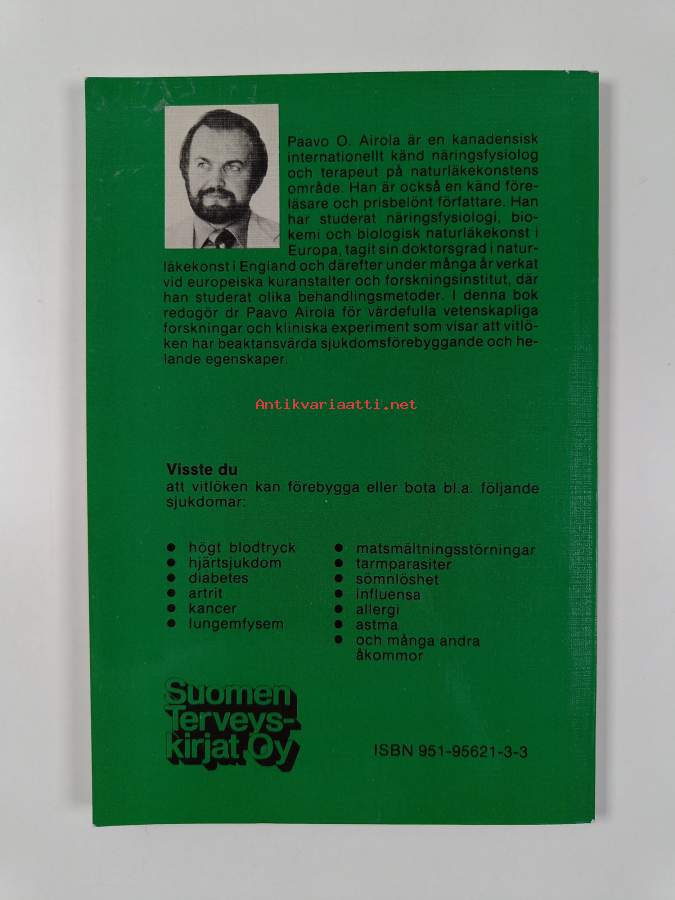 Paavo O. Airola är en kanadensisk
internationellt känd näringsfysiolog
och terapeut på naturläkekonstens
område. Han är också en känd före-
läsare och prisbelönt författare. Han
har studerat näringsfysiologi, bio-
kemi och biologisk naturläkekonst i
Europa, tagit sin doktorsgrad i natur-
läkekonst i England och därefter under många år verkat
vid europeiska kuranstalter och forskningsinstitut, där
han studerat olika behandlingsmetoder. I denna bok
redogör dr Paavo Airola för värdefulla vetenskapliga
forskningar och kliniska experiment som visar att vitlö-
ken har beaktansvärda sjukdomsförebyggande och he-
lande egenskaper.
Antikvariaatti.net
Visste du
att vitlöken kan förebygga eller bota bl.a. följande
sjukdomar:
● högt blodtryck
● hjärtsjukdom
● diabetes
● artrit
● kancer
● lungemfysem
● matsmältningsstörningar
● tarmparasiter
● sömnlöshet
● influensa
● allergi
● astma
● och många andra
åkommor
Suomen
Terveys-
kirjat Oy
ISBN 951-95621-3-3